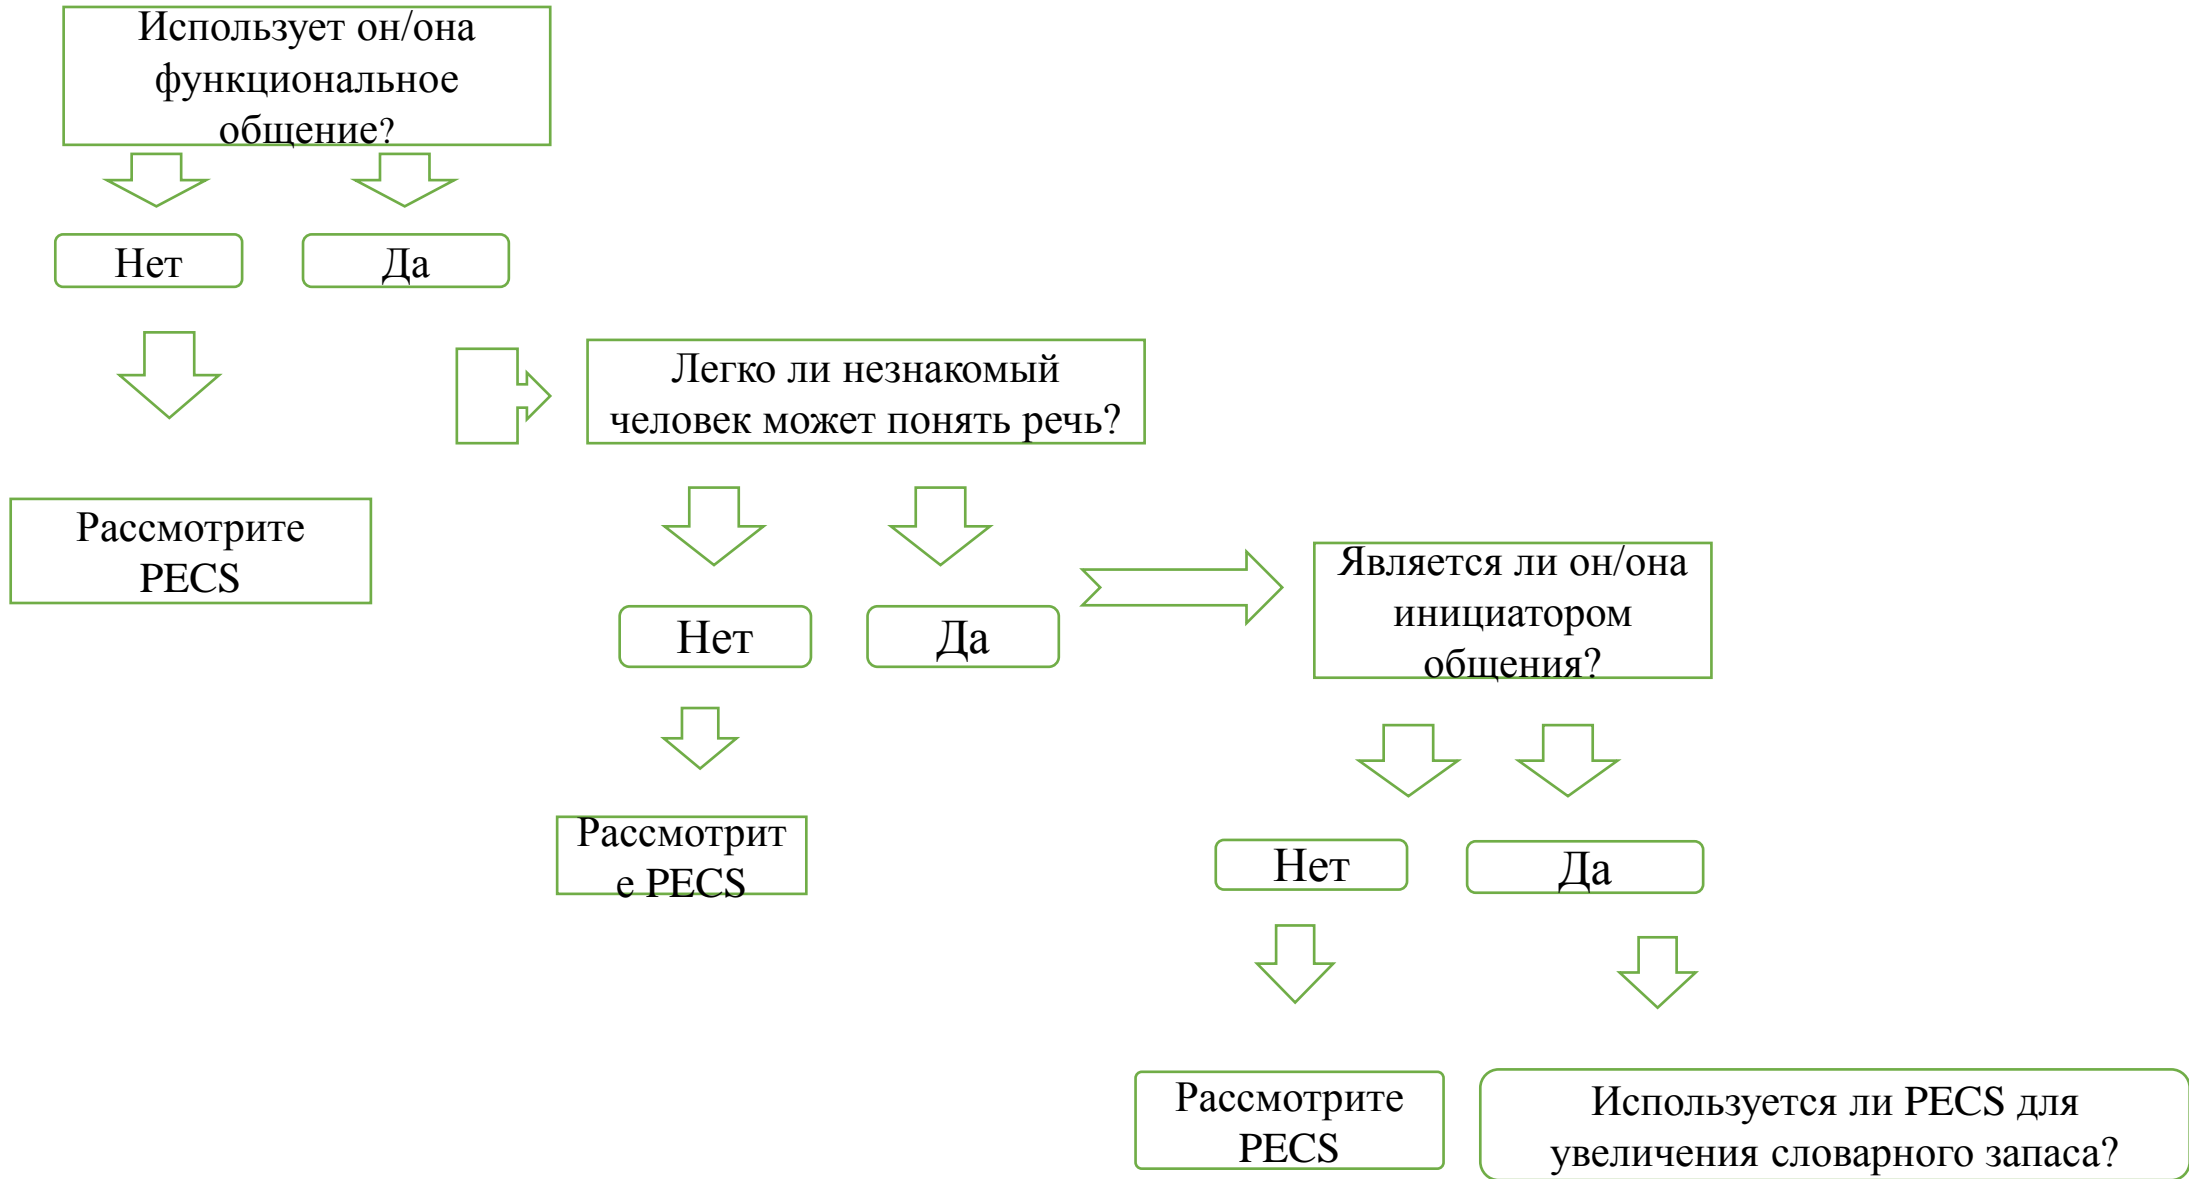 Использует он/она
функциональное
общение?
Нет
Да
Рассмотрите
PECS
Легко ли незнакомый
человек может понять речь?
Нет
Да
Рассмотрит
е PECS
Является ли он/она
инициатором
общения?
Нет
Да
Рассмотрите
PECS
Используется ли PECS для
увеличения словарного запаса?